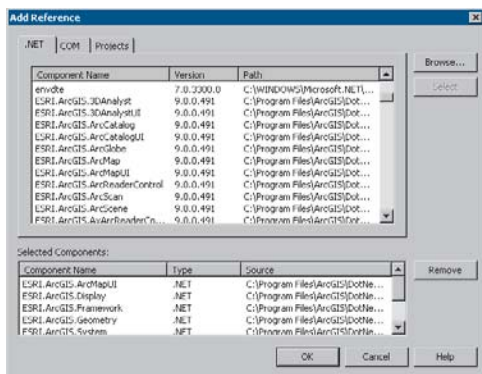 Add Reference
.NET COM Projects
Browse...
Component Name Version Path
Select
envdte 7.0.3300.0 C:\WINDOWS\Microsoft.NET\...
ESRI.ArcGIS.3DAnalyst 9.0.0.491 C:\Program Files\ArcGIS\Dot...
ESRI.ArcGIS.3DAnalystUI 9.0.0.491 C:\Program Files\ArcGIS\Dot...
ESRI.ArcGIS.ArcCatalog 9.0.0.491 C:\Program Files\ArcGIS\Dot...
ESRI.ArcGIS.ArcCatalogUI 9.0.0.491 C:\Program Files\ArcGIS\Dot...
ESRI.ArcGIS.ArcGlobe 9.0.0.491 C:\Program Files\ArcGIS\Dot...
ESRI.ArcGIS.ArcMap 9.0.0.491 C:\Program Files\ArcGIS\Dot...
ESRI.ArcGIS.ArcMapUI 9.0.0.491 C:\Program Files\ArcGIS\Dot...
ESRI.ArcGIS.ArcReaderControl 9.0.0.491 C:\Program Files\ArcGIS\Dot...
ESRI.ArcGIS.ArcScan 9.0.0.491 C:\Program Files\ArcGIS\Dot...
ESRI.ArcGIS.ArcScene 9.0.0.491 C:\Program Files\ArcGIS\Dot...
ESRI.ArcGIS.AxArcReaderCo... 9.0.0.491 C:\Program Files\ArcGIS\Dot...
Selected Components:
Component Name Type Source
Remove
ESRI.ArcGIS.ArcMapUI .NET C:\Program Files\ArcGIS\DotNe...
ESRI.ArcGIS.Display .NET C:\Program Files\ArcGIS\DotNe...
ESRI.ArcGIS.Framework .NET C:\Program Files\ArcGIS\DotNe...
ESRI.ArcGIS.Geometry .NET C:\Program Files\ArcGIS\DotNe...
ESRI.ArcGIS.System .NET C:\Program Files\ArcGIS\DotNe...
OK Cancel Help